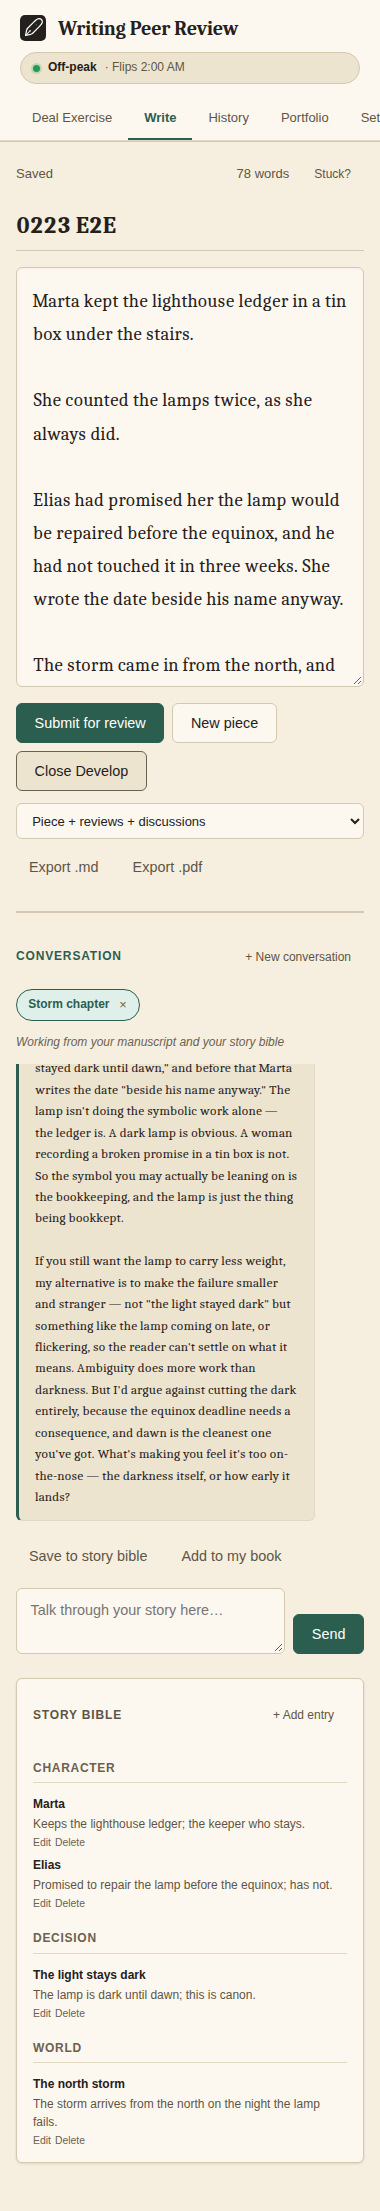 Writing Peer Review
Off-peak · Flips 2:00 AM
Deal Exercise Write History Portfolio Set
Saved 78 words Stuck?
0223 E2E
Marta kept the lighthouse ledger in a tin
box under the stairs.
She counted the lamps twice, as she
always did.
Elias had promised her the lamp would
be repaired before the equinox, and he
had not touched it in three weeks. She
wrote the date beside his name anyway.
The storm came in from the north, and
Submit for review New piece
Close Develop
Piece + reviews + discussions
Export .md Export .pdf
CONVERSATION + New conversation
Storm chapter ×
Working from your manuscript and your story bible
stayed dark until dawn," and before that Marta
writes the date "beside his name anyway." The
lamp isn't doing the symbolic work alone —
the ledger is. A dark lamp is obvious. A woman
recording a broken promise in a tin box is not.
So the symbol you may actually be leaning on is
the bookkeeping, and the lamp is just the thing
being bookkept.
If you still want the lamp to carry less weight,
my alternative is to make the failure smaller
and stranger — not "the light stayed dark" but
something like the lamp coming on late, or
flickering, so the reader can't settle on what it
means. Ambiguity does more work than
darkness. But I'd argue against cutting the dark
entirely, because the equinox deadline needs a
consequence, and dawn is the cleanest one
you've got. What's making you feel it's too on-
the-nose — the darkness itself, or how early it
lands?
Save to story bible Add to my book
Talk through your story here…
Send
STORY BIBLE + Add entry
CHARACTER
Marta
Keeps the lighthouse ledger; the keeper who stays.
Edit Delete
Elias
Promised to repair the lamp before the equinox; has not.
Edit Delete
DECISION
The light stays dark
The lamp is dark until dawn; this is canon.
Edit Delete
WORLD
The north storm
The storm arrives from the north on the night the lamp
fails.
Edit Delete